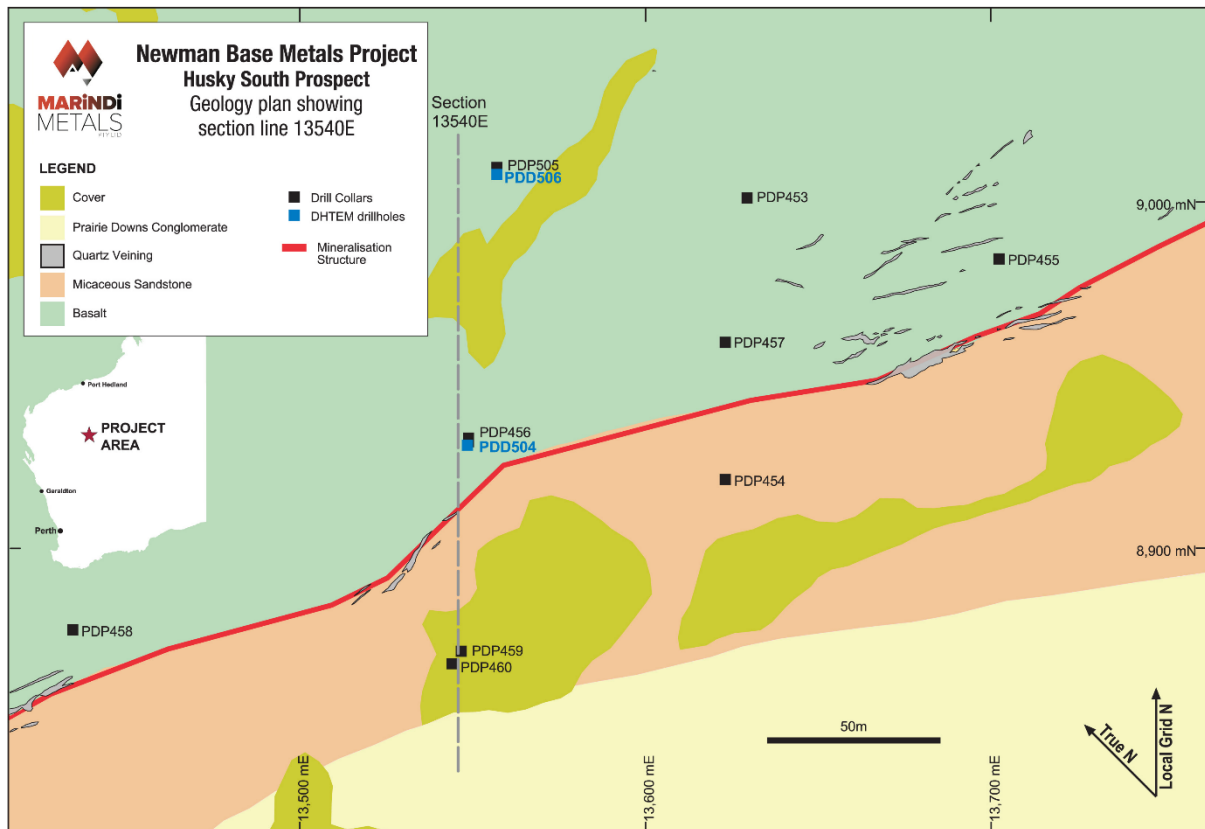 Newman Base Metals Project
Husky South Prospect
Geology plan showing
section line 13540E
MARiNDi
METALS
LEGEND
Cover
Prairie Downs Conglomerate
Quartz Veining
Micaceous Sandstone
Basalt
Drill Collars
DHTEM drillholes
Mineralisation
Structure
Section
13540E
PDP505
PDD506
PDP453
9,000 mN
PDP455
PDP457
Port Hedland
PROJECT
AREA
Geraldton
Perth
PDP456
PDD504
PDP454
8,900 mN
PDP458
PDP459
PDP460
50m
True N
Local Grid N
13,500 mE
13,600 mE
13,700 mE